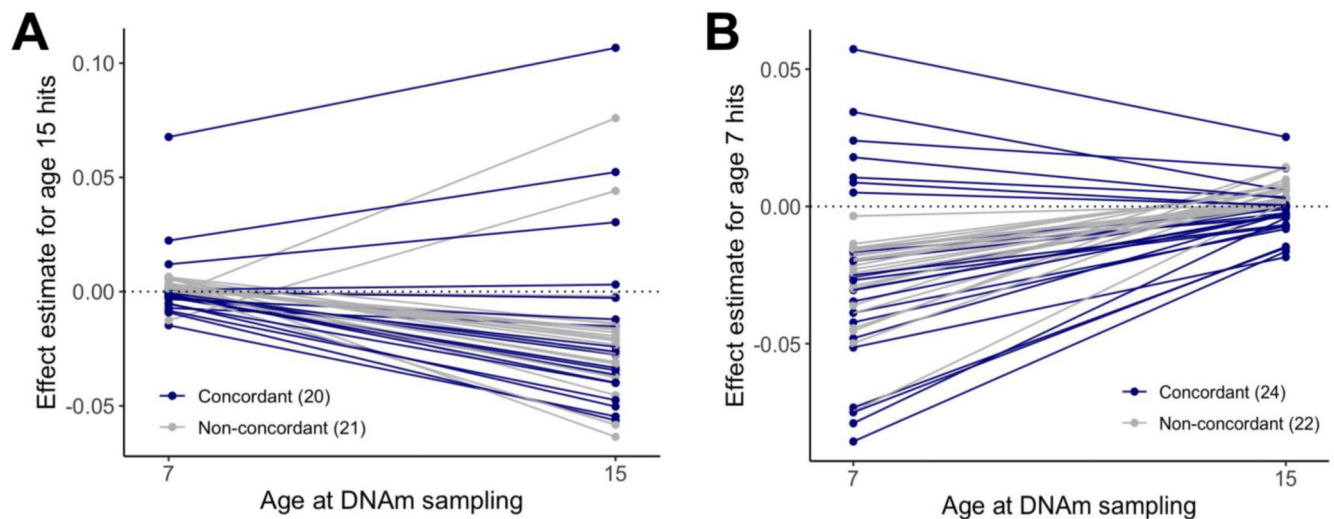 A
Effect estimate for age 15 hits
0.10
0.05
0.00
-0.05
Concordant (20)
Non-concordant (21)
7
15
Age at DNAm sampling
B
Effect estimate for age 7 hits
0.05
0.00
-0.05
Concordant (24)
Non-concordant (22)
7
15
Age at DNAm sampling